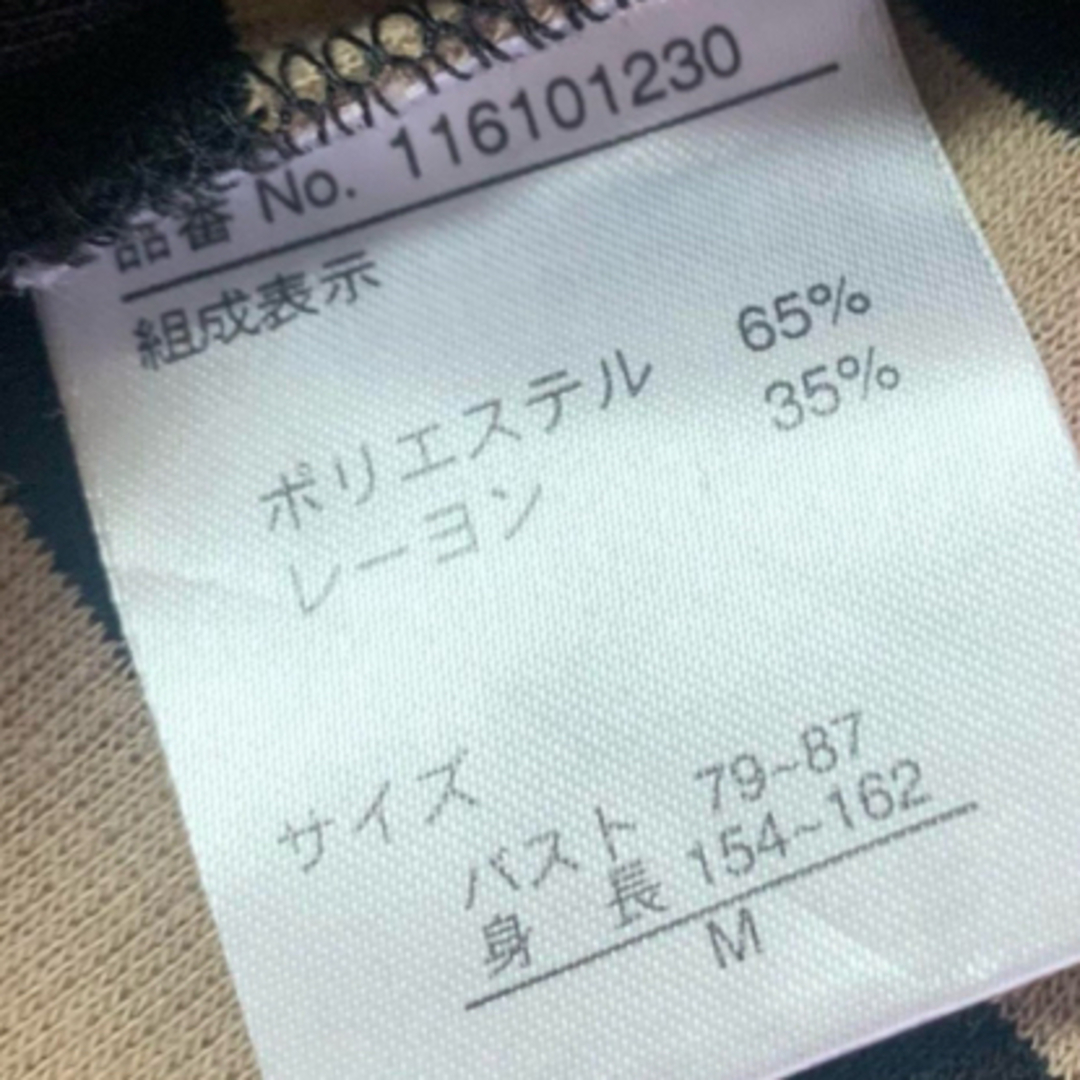 品番 No. 116101230
組成表示
ポリエステル 65%
レーヨン 35%
サイズ
バスト 79~87
身 長 154~162
M